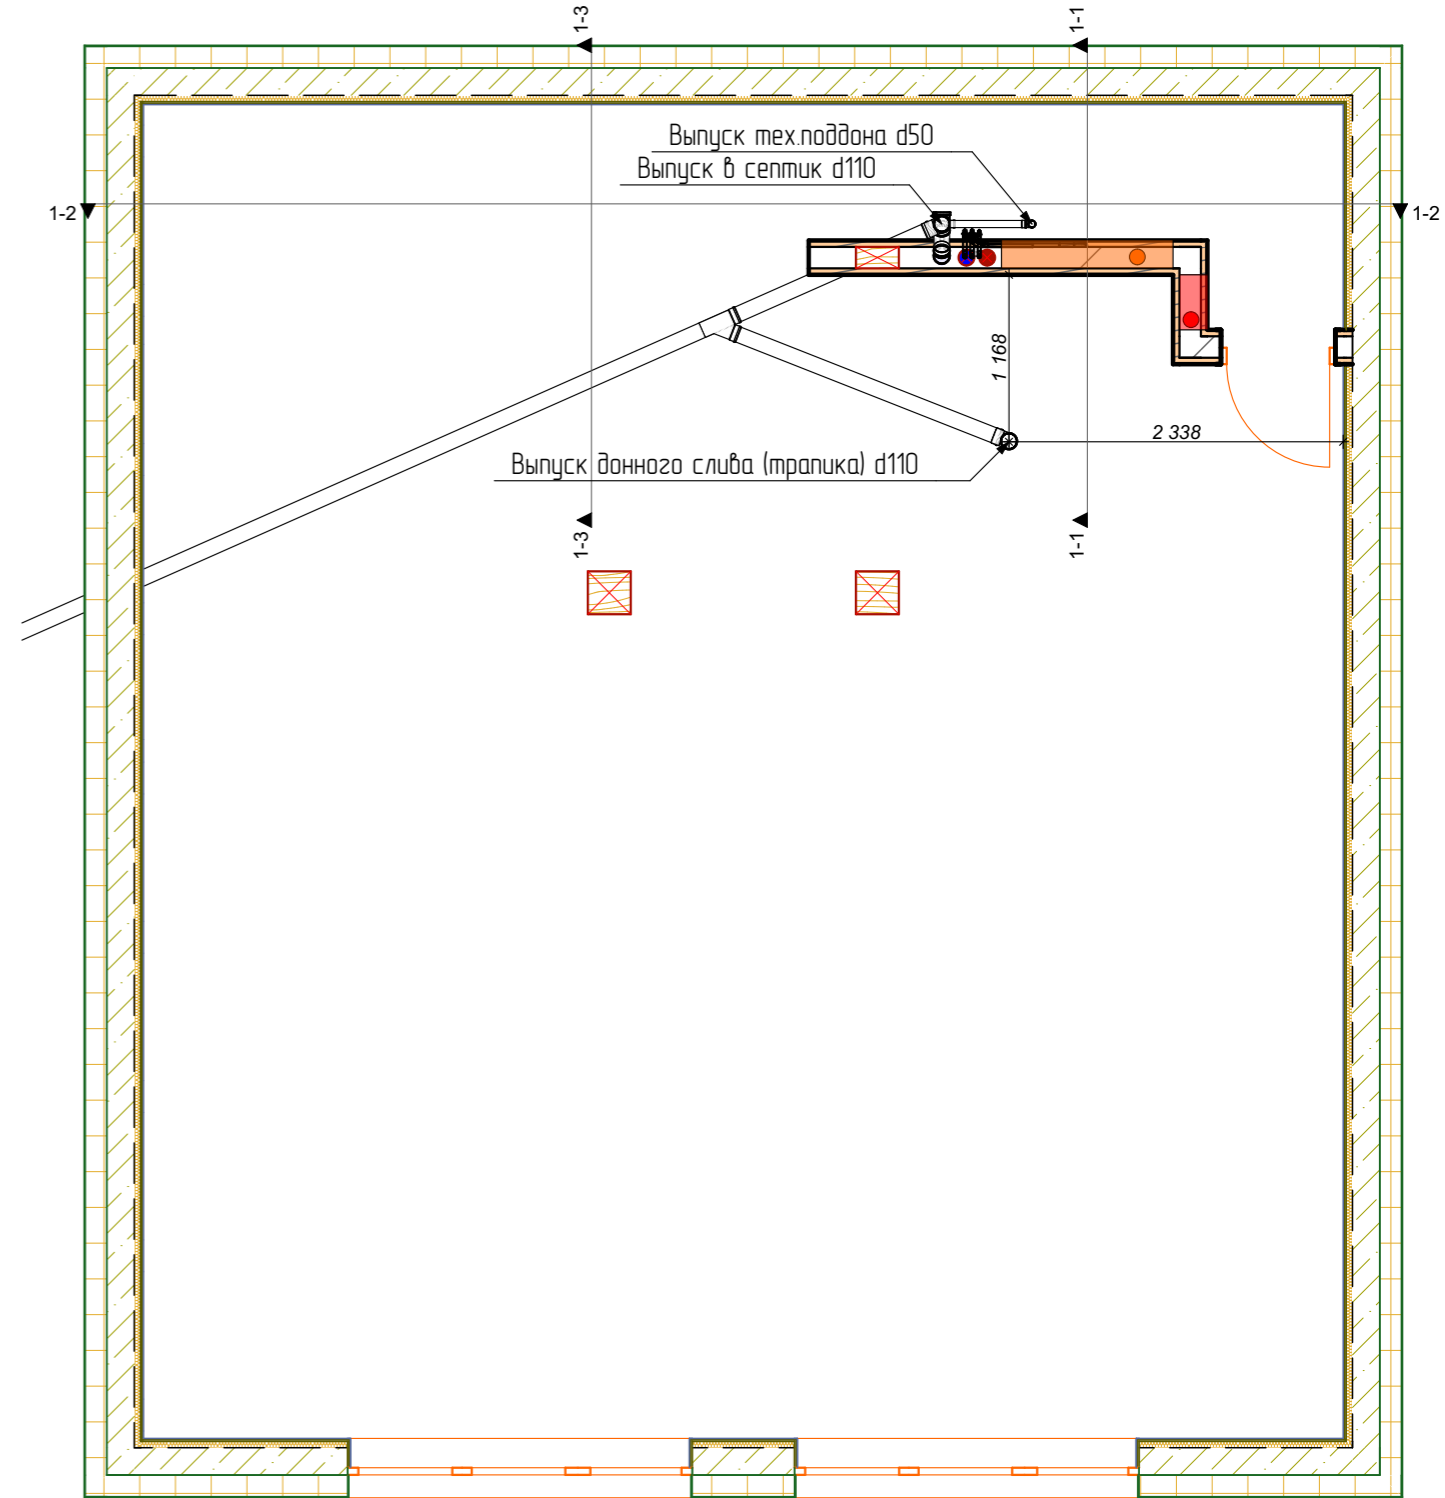 1-3
1-1
Выпуск тех.поддона d50
Выпуск в септик d110
1-2
1-2
1 168
2 338
Выпуск донного слива (трапика) d110
1-3
1-1